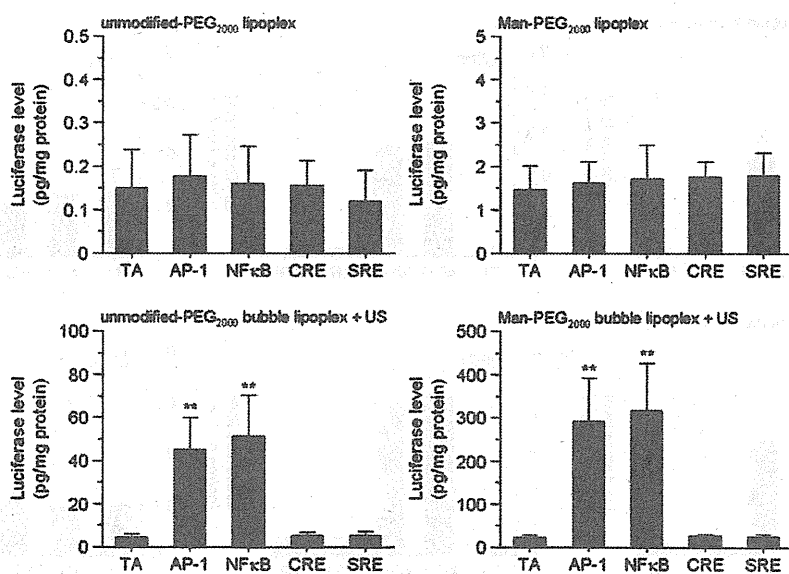 unmodified-PEG2000 lipoplex
Luciferase level
(pg/mg protein)
0.5
0.4
0.3
0.2
0.1
0
TA AP-1 NFκB CRE SRE
Man-PEG2000 lipoplex
Luciferase level
(pg/mg protein)
5
4
3
2
1
0
TA AP-1 NFκB CRE SRE
unmodified-PEG2000 bubble lipoplex + US
Luciferase level
(pg/mg protein)
100
80
60
40
20
0
** **
TA AP-1 NFκB CRE SRE
Man-PEG2000 bubble lipoplex + US
Luciferase level
(pg/mg protein)
500
400
300
200
100
0
** **
TA AP-1 NFκB CRE SRE